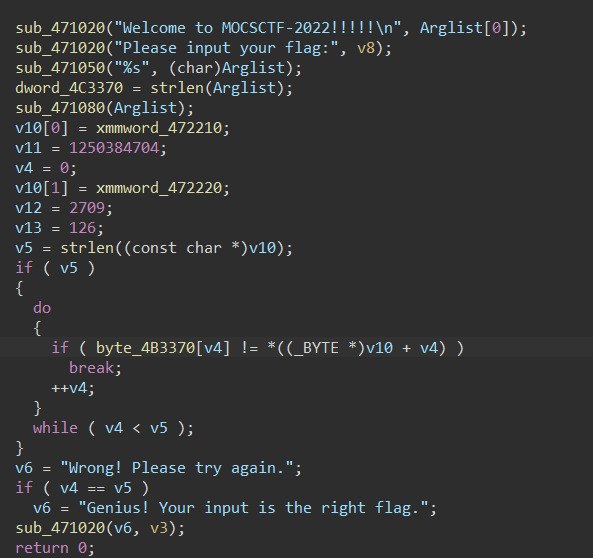 sub_471020("Welcome to MOCSCTF-2022!!!!!\n", Arglist[0]);
sub_471020("Please input your flag:", v8);
sub_471050("%s", (char)Arglist);
dword_4C3370 = strlen(Arglist);
sub_471080(Arglist);
v10[0] = xmmword_472210;
v11 = 1250384704;
v4 = 0;
v10[1] = xmmword_472220;
v12 = 2709;
v13 = 126;
v5 = strlen((const char *)v10);
if ( v5 )
{
  do
  {
    if ( byte_4B3370[v4] != *((_BYTE *)v10 + v4) )
      break;
    ++v4;
  }
  while ( v4 < v5 );
}
v6 = "Wrong! Please try again.";
if ( v4 == v5 )
  v6 = "Genius! Your input is the right flag.";
sub_471020(v6, v3);
return 0;